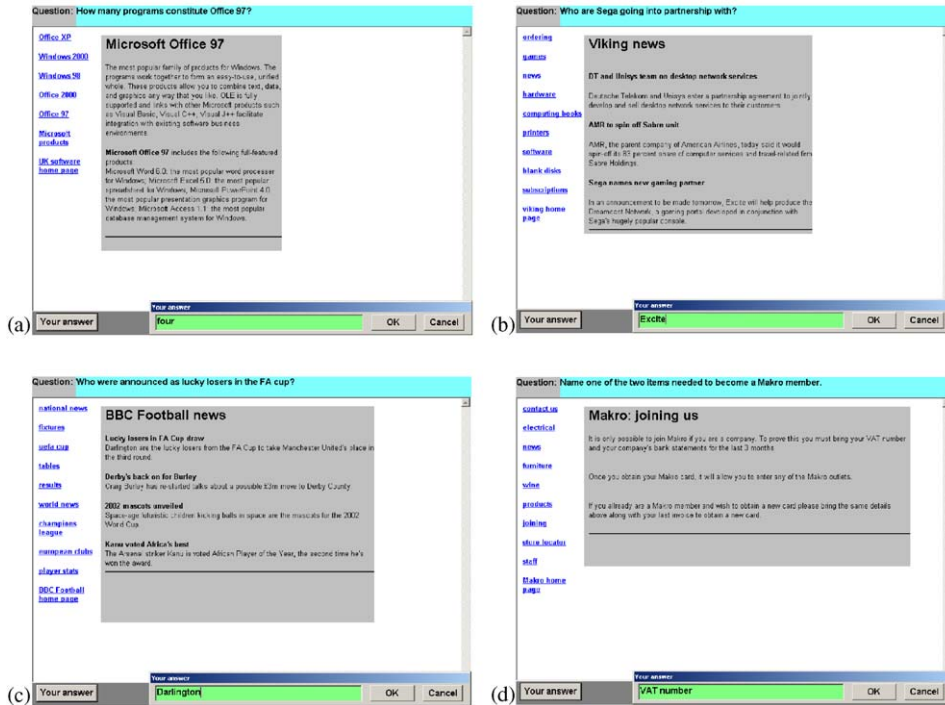 Question: How many programs constitute Office 97?
Office XP
Windows 2000
Windows 98
Office 2000
Office 97
Microsoft
products
UK software
home page
Microsoft Office 97
The most popular family of products for Windows. The
programs work together to form an easy-to-use, unified
whole. These products allow you to combine text, data,
and graphics any way that you like. OLE is fully
supported and links with other Microsoft products such
as Visual Basic, Visual C++, Visual J++ facilitate
integration with existing software business
environments.
Microsoft Office 97 includes the following full-featured
products
Microsoft Word 6.0: the most popular word processor
for Windows; Microsoft Excel 5.0: the most popular
spreadsheet for Windows; Microsoft PowerPoint 4.0:
the most popular presentation graphics program for
Windows; Microsoft Access 1.1: the most popular
database management system for Windows.
(a)
Your answer
Your answer
four
OK
Cancel
Question: Who are Sega going into partnership with?
ordering
games
news
hardware
computing books
printers
software
blank disks
subscriptions
viking home
page
Viking news
DT and Unisys team on desktop network services
Deutsche Telekom and Unisys enter a partnership agreement to jointly
develop and sell desktop network services to their customers.
AMR to spin off Sabre unit
AMR, the parent company of American Airlines, today said it would
spin-off its 83 percent share of computer services and travel-related firm
Sabre Holdings.
Sega names new gaming partner
In an announcement to be made tomorrow, Excite will help produce the
Dreamcast Network, a gaming portal developed in conjunction with
Sega's hugely popular console.
(b)
Your answer
Your answer
Excite
OK
Cancel
Question: Who were announced as lucky losers in the FA cup?
national news
fixtures
uefa cup
tables
results
world news
champions
league
european clubs
player stats
BBC Football
home page
BBC Football news
Lucky losers in FA Cup draw
Darlington are the lucky losers from the FA Cup to take Manchester United's place in
the third round.
Derby's back on for Burley
Craig Burley has re-started talks about a possible £3m move to Derby County
2002 mascots unveiled
Space-age futuristic children kicking balls in space are the mascots for the 2002
World Cup.
Kanu voted Africa's best
The Arsenal striker Kanu is voted African Player of the Year, the second time he's
won the award.
(c)
Your answer
Your answer
Darlington
OK
Cancel
Question: Name one of the two items needed to become a Makro member.
contact us
electrical
news
furniture
wine
products
joining
store locator
staff
Makro home
page
Makro: joining us
It is only possible to join Makro if you are a company. To prove this you must bring your VAT number
and your company's bank statements for the last 3 months
Once you obtain your Makro card, it will allow you to enter any of the Makro outlets.
If you already are a Makro member and wish to obtain a new card please bring the same details
above along with your last invoice to obtain a new card.
(d)
Your answer
Your answer
VAT number
OK
Cancel